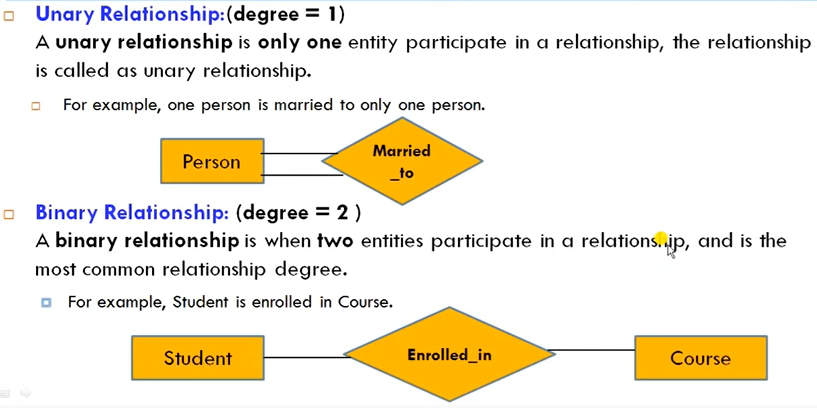 Unary Relationship:(degree = 1)
A unary relationship is only one entity participate in a relationship, the relationship
is called as unary relationship.
For example, one person is married to only one person.
Person
Married
_to
Binary Relationship: (degree = 2 )
A binary relationship is when two entities participate in a relationship, and is the
most common relationship degree.
For example, Student is enrolled in Course.
Student
Enrolled_in
Course